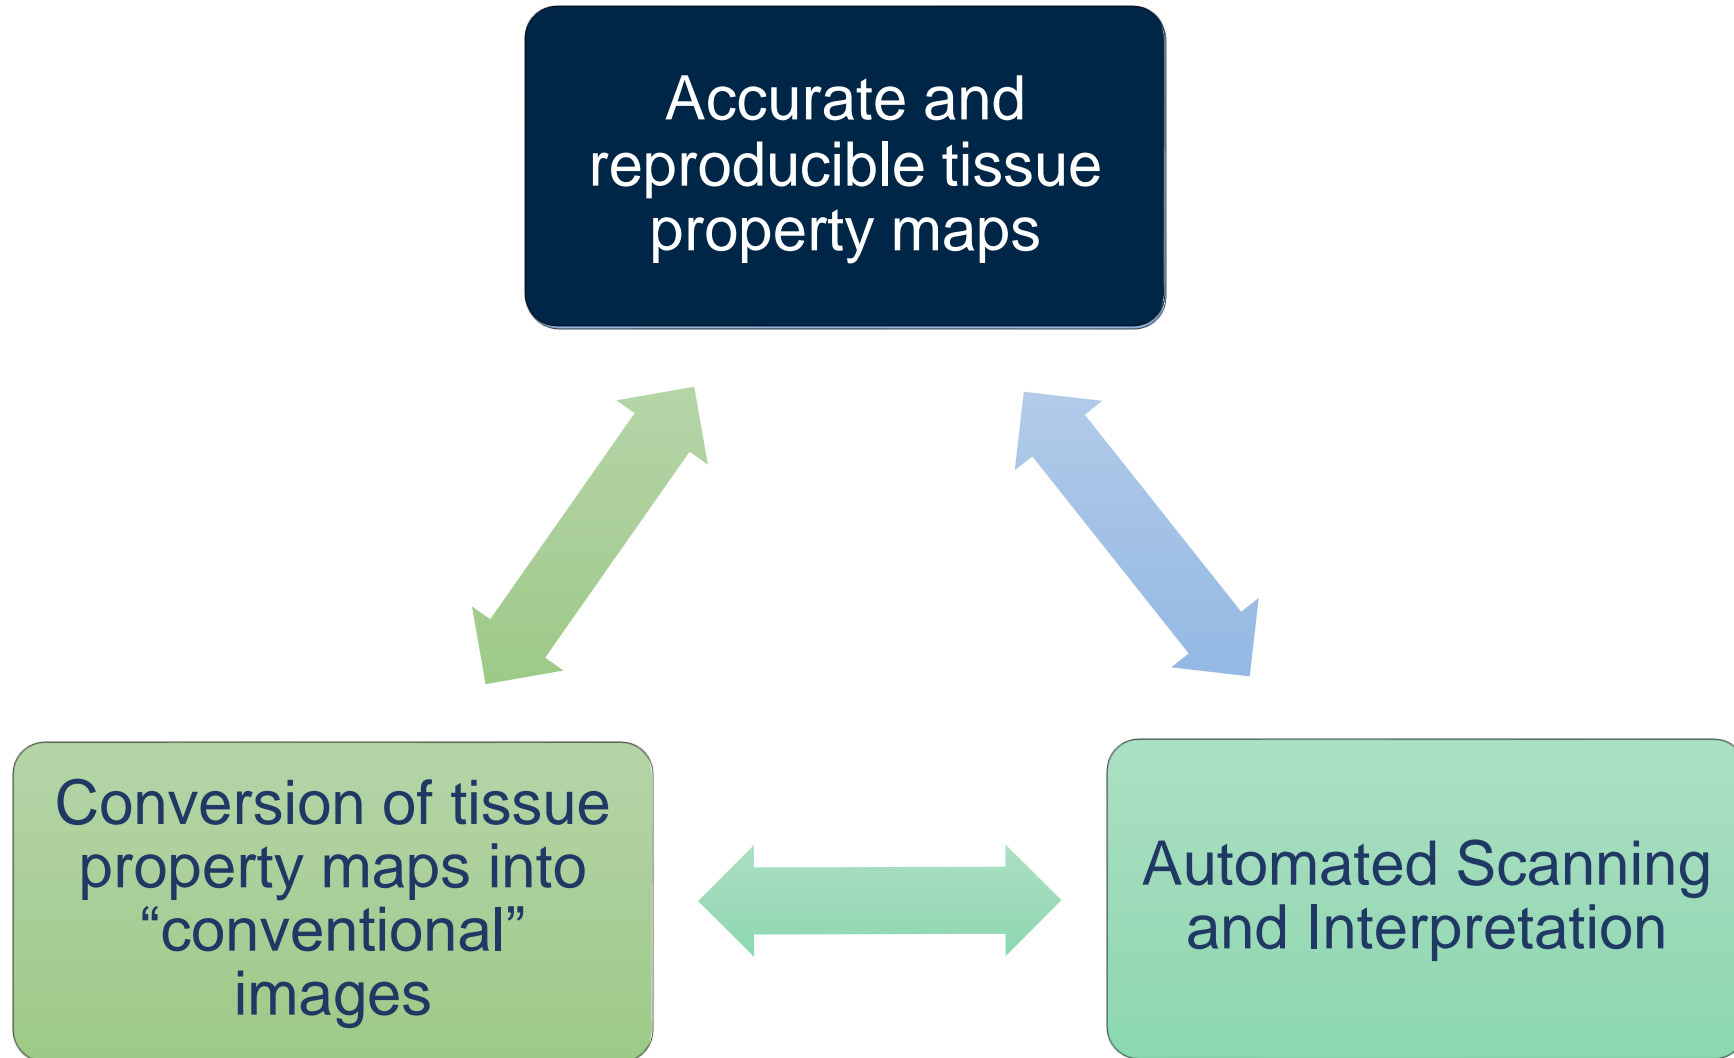 Accurate and
reproducible tissue
property maps
Conversion of tissue
property maps into
“conventional”
images
Automated Scanning
and Interpretation